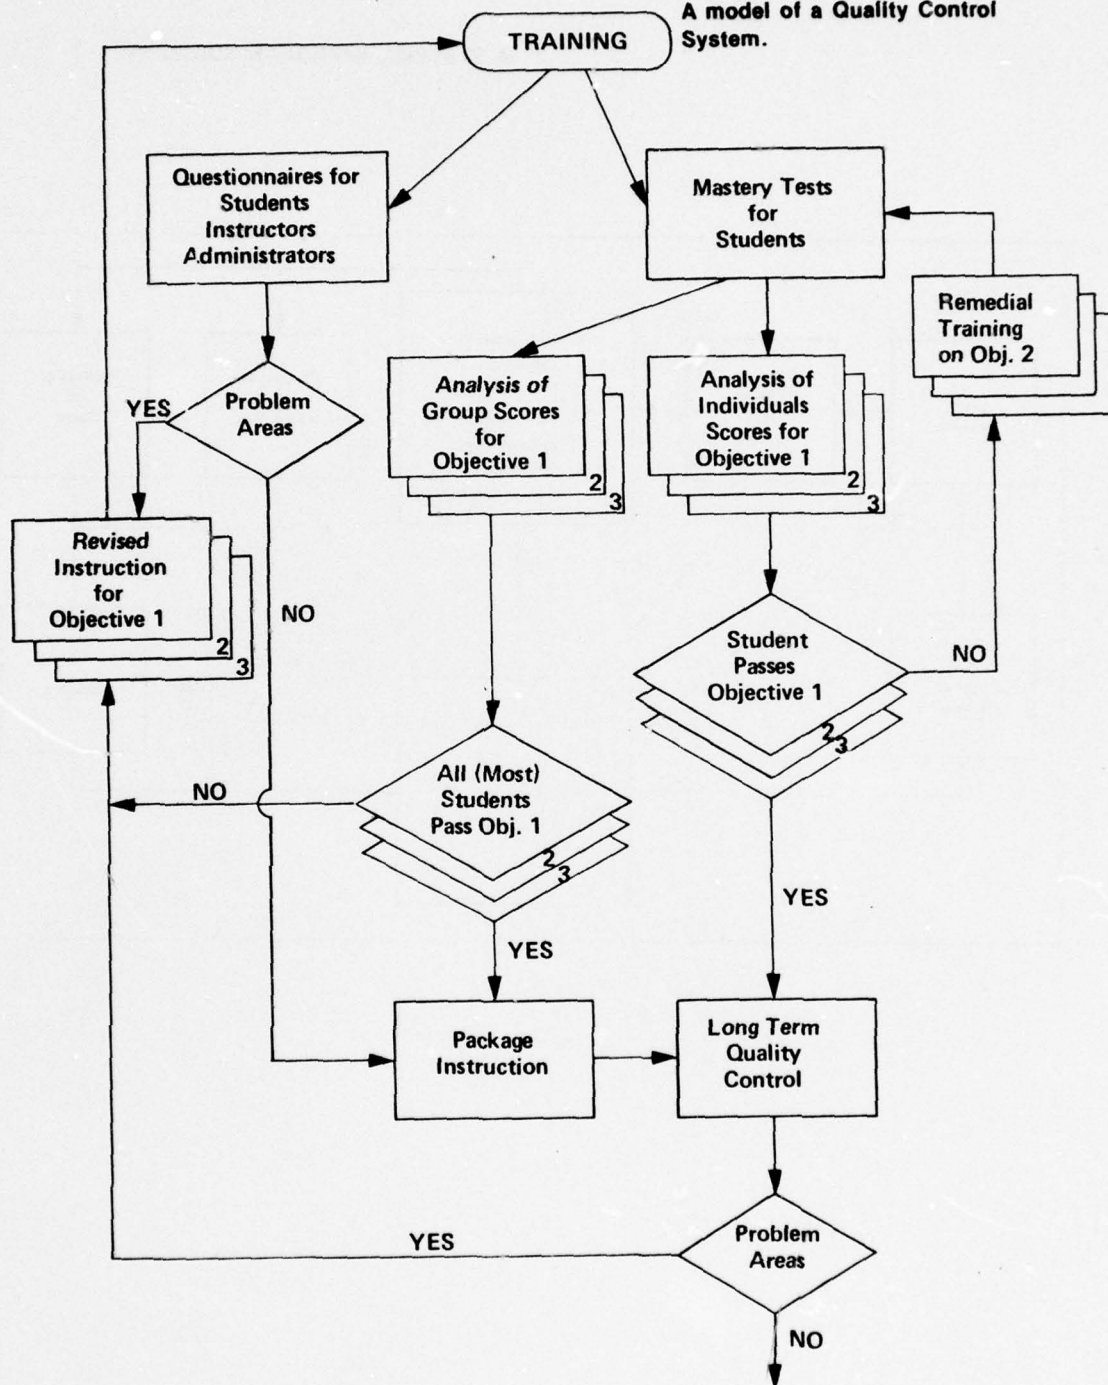 A model of a Quality Control
System.
TRAINING
Questionnaires for
Students
Instructors
Administrators
Mastery Tests
for
Students
Remedial
Training
on Obj. 2
Problem
Areas
YES
Analysis of
Group Scores
for
Objective 1
2
3
Analysis of
Individuals
Scores for
Objective 1
2
3
Revised
Instruction
for
Objective 1
2
3
NO
Student
Passes
Objective 1
2
3
NO
All (Most)
Students
Pass Obj. 1
2
3
NO
YES
YES
Package
Instruction
Long Term
Quality
Control
Problem
Areas
YES
NO